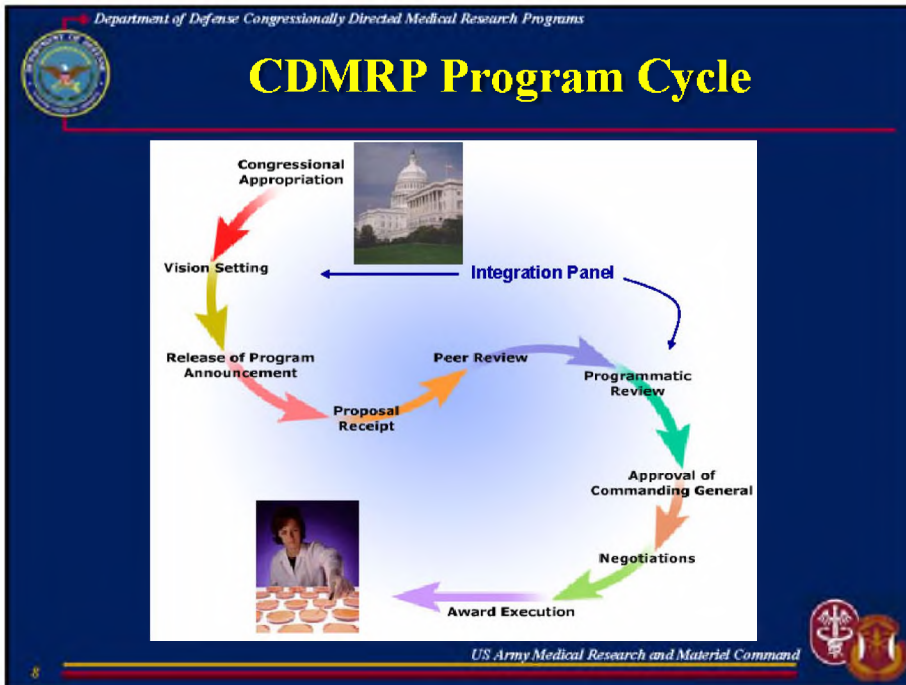 Department of Defense Congressionally Directed Medical Research Programs
CDMRP Program Cycle
Congressional
Appropriation
Vision Setting
Integration Panel
Release of Program
Announcement
Peer Review
Programmatic
Review
Proposal
Receipt
Approval of
Commanding General
Negotiations
Award Execution
US Army Medical Research and Materiel Command
8